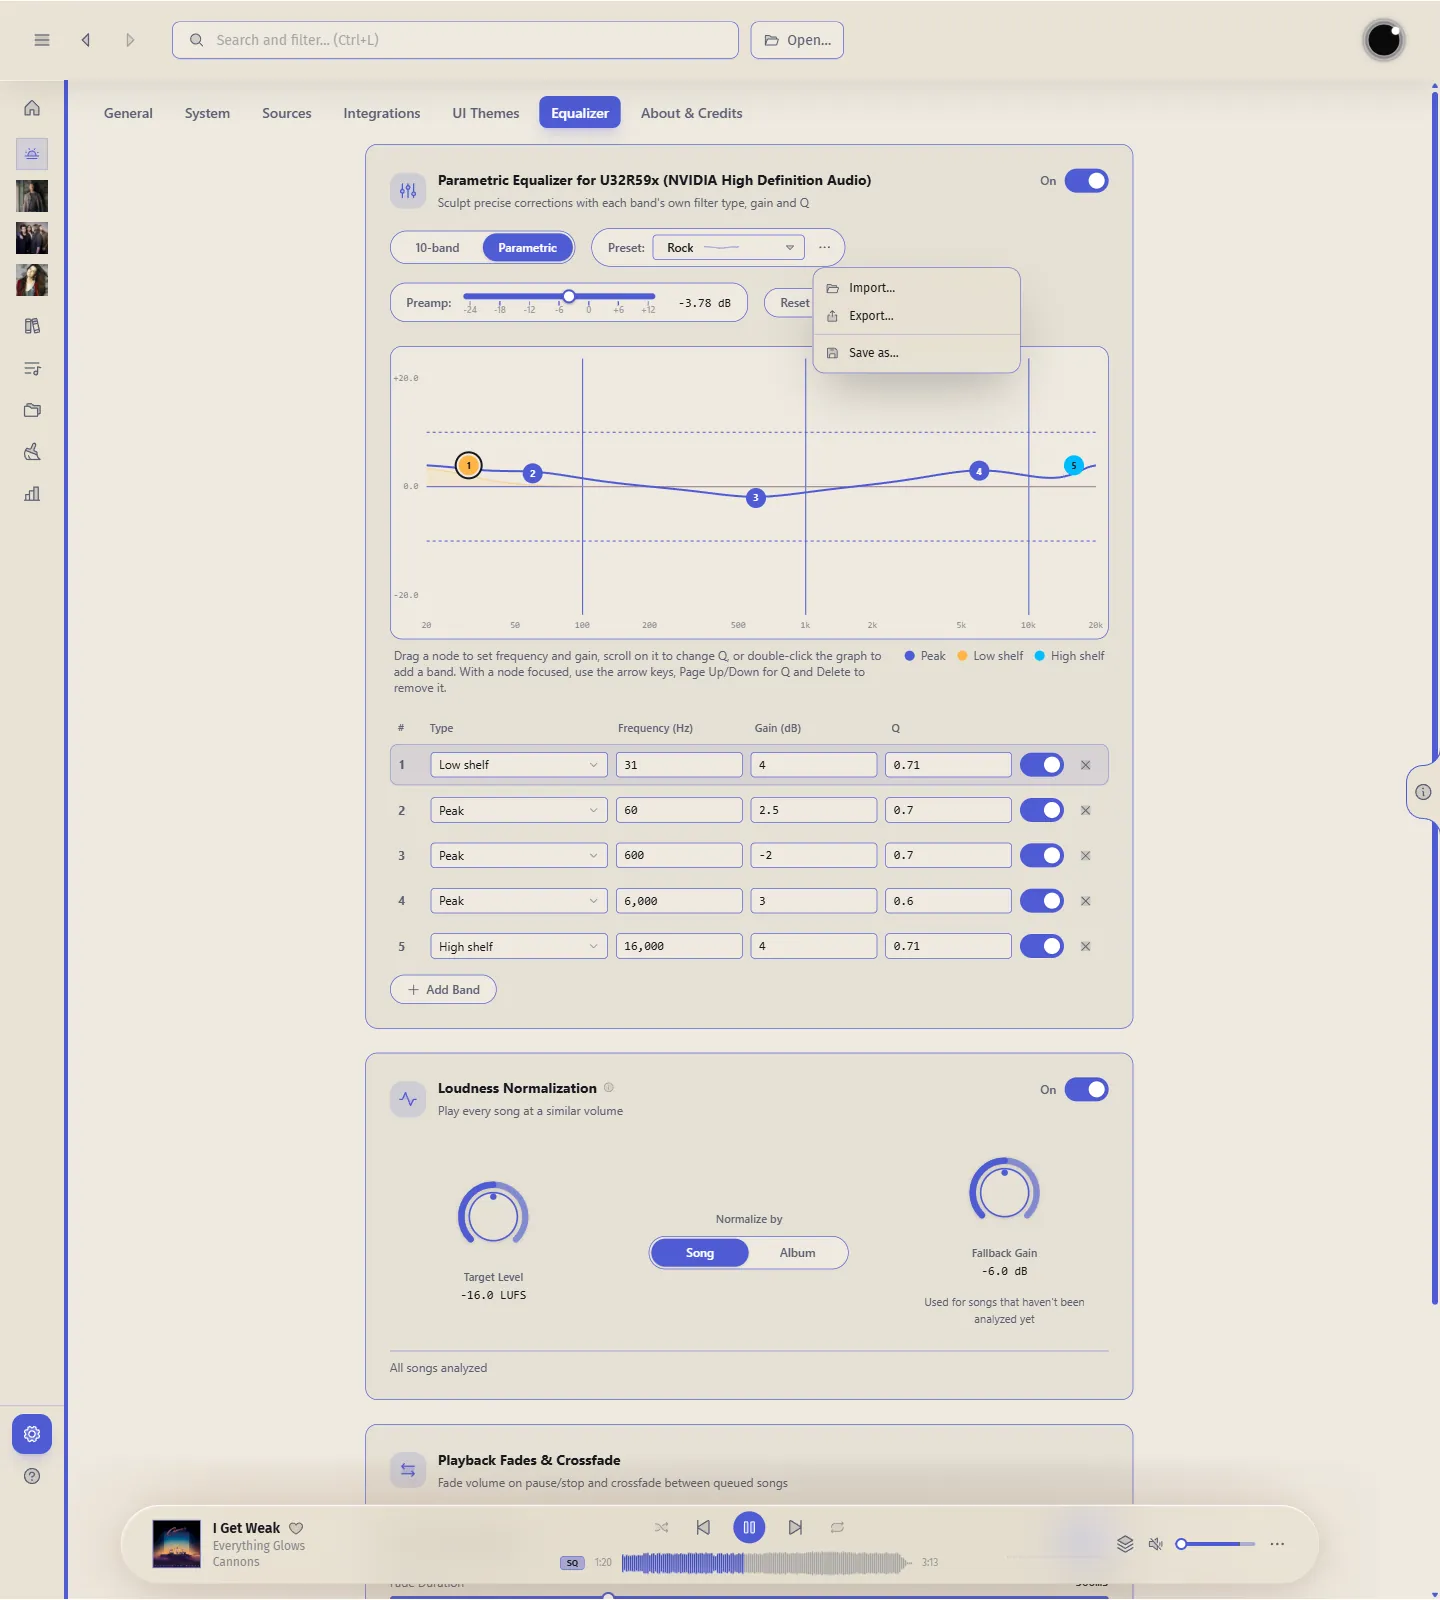 Search and filter... (Ctrl+L)
Open...
General
System
Sources
Integrations
UI Themes
Equalizer
About & Credits
Parametric Equalizer for U32R59x (NVIDIA High Definition Audio)
Sculpt precise corrections with each band's own filter type, gain and Q
On
10-band
Parametric
Preset:
Rock
Import...
Export...
Save as...
Preamp:
-24 -18 -12 -6 0 +6 +12
-3.78 dB
Reset
+20.0
0.0
-20.0
1
2
3
4
5
20 50 100 200 500 1k 2k 5k 10k 20k
Drag a node to set frequency and gain, scroll on it to change Q, or double-click the graph to
add a band. With a node focused, use the arrow keys, Page Up/Down for Q and Delete to
remove it.
Peak
Low shelf
High shelf
# Type Frequency (Hz) Gain (dB) Q
1 Low shelf 31 4 0.71
2 Peak 60 2.5 0.7
3 Peak 600 -2 0.7
4 Peak 6,000 3 0.6
5 High shelf 16,000 4 0.71
Add Band
Loudness Normalization
Play every song at a similar volume
On
Target Level
-16.0 LUFS
Normalize by
Song
Album
Fallback Gain
-6.0 dB
Used for songs that haven't been
analyzed yet
All songs analyzed
Playback Fades & Crossfade
Fade volume on pause/stop and crossfade between queued songs
I Get Weak
Everything Glows
Cannons
SQ
1:20
3:13
Fade Duration